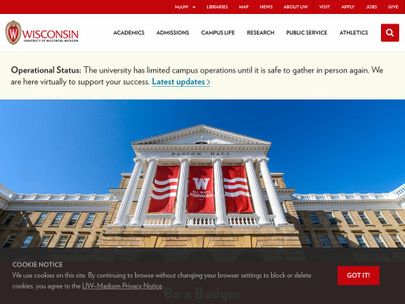 MyUW LIBRARIES MAP NEWS ABOUT UW VISIT APPLY JOBS GIVE
WISCONSIN
UNIVERSITY OF WISCONSIN–MADISON
ACADEMICS ADMISSIONS CAMPUS LIFE RESEARCH PUBLIC SERVICE ATHLETICS
Operational Status: The university has limited campus operations until it is safe to gather in person again. We
are here virtually to support your success. Latest updates
BASCOM HALL
W
FORWARD
COOKIE NOTICE
We use cookies on this site. By continuing to browse without changing your browser settings to block or delete
cookies, you agree to the UW–Madison Privacy Notice.
GOT IT!
Be a Badger